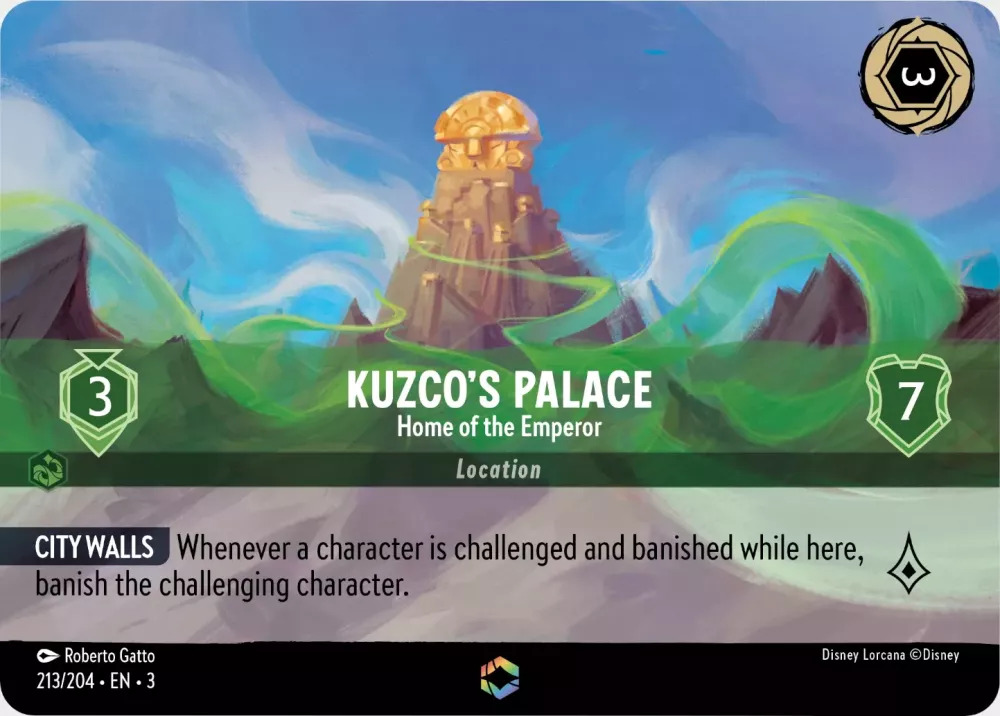 3
3
KUZCO'S PALACE
7
Home of the Emperor
Location
CITY WALLS Whenever a character is challenged and banished while here,
banish the challenging character.
Roberto Gatto
Disney Lorcana ©Disney
213/204 • EN • 3